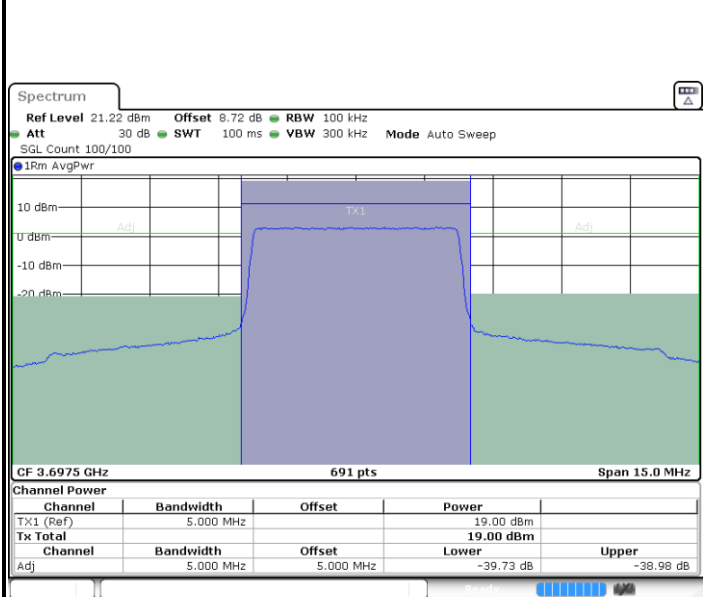 Spectrum
Ref Level 21.22 dBm Offset 8.72 dB RBW 100 kHz
Att 30 dB SWT 100 ms VBW 300 kHz Mode Auto Sweep
SGL Count 100/100
1Rm AvgPwr
10 dBm
TX1
Adj Adj
0 dBm
-10 dBm
-20 dBm
CF 3.6975 GHz 691 pts Span 15.0 MHz
Channel Power
Channel Bandwidth Offset Power
TX1 (Ref) 5.000 MHz 19.00 dBm
Tx Total 19.00 dBm
Channel Bandwidth Offset Lower Upper
Adj 5.000 MHz 5.000 MHz -39.73 dB -38.98 dB
Ready